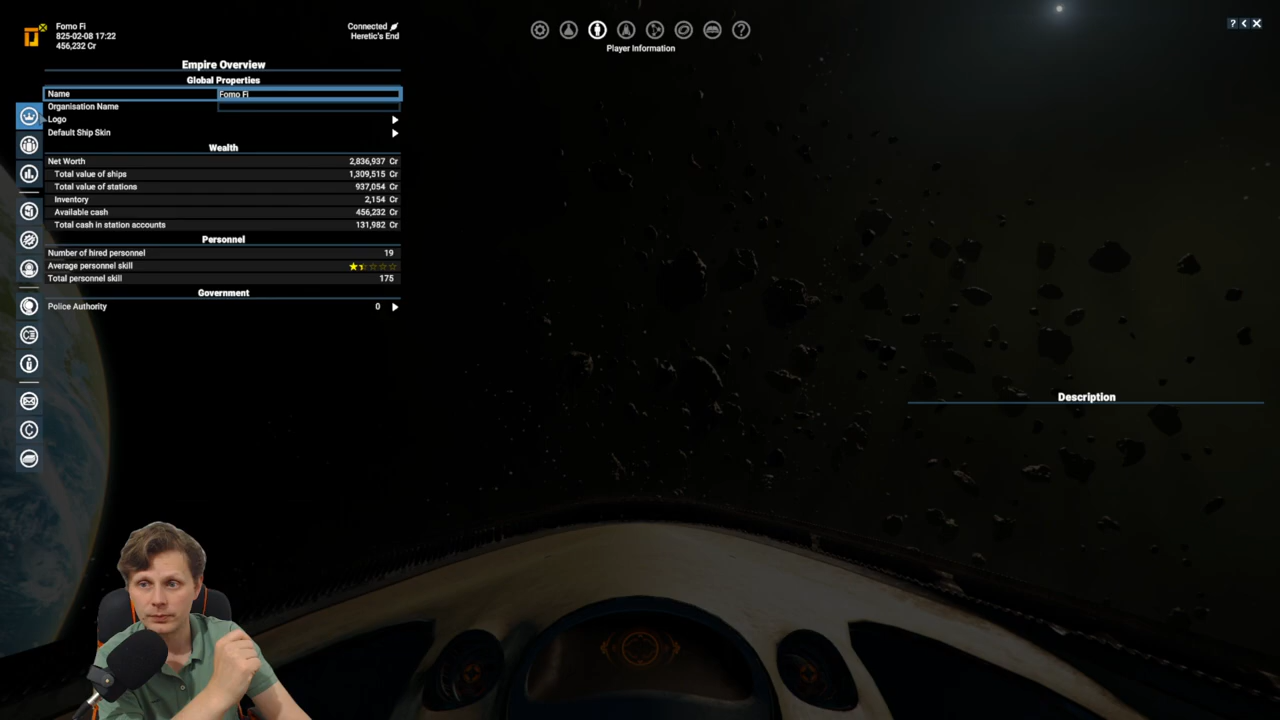 Fomo Fi
825-02-08 17:22
456,232 Cr
Connected
Heretic's End
Player Information
? < X
Empire Overview
Global Properties
Name Fomo Fi
Organisation Name
Logo
Default Ship Skin
Wealth
Net Worth 2,836,937 Cr
Total value of ships 1,309,515 Cr
Total value of stations 937,054 Cr
Inventory 2,154 Cr
Available cash 456,232 Cr
Total cash in station accounts 131,982 Cr
Personnel
Number of hired personnel 19
Average personnel skill
Total personnel skill 175
Government
Police Authority 0
Description